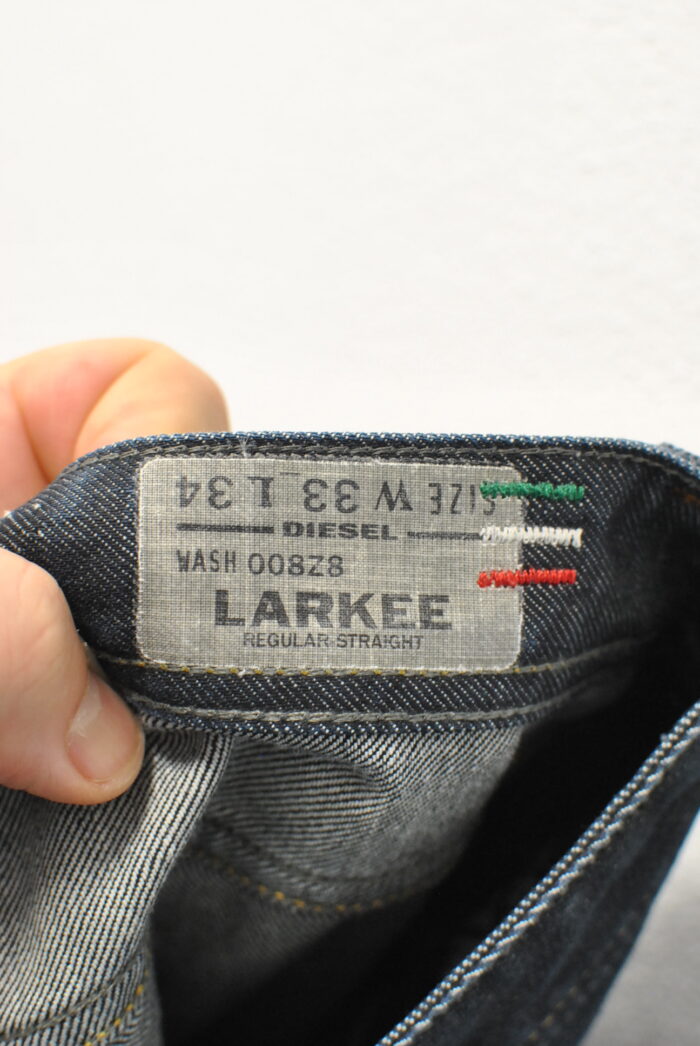 SIZE W 33 L 34
DIESEL
WASH 008Z8
LARKEE
REGULAR-STRAIGHT